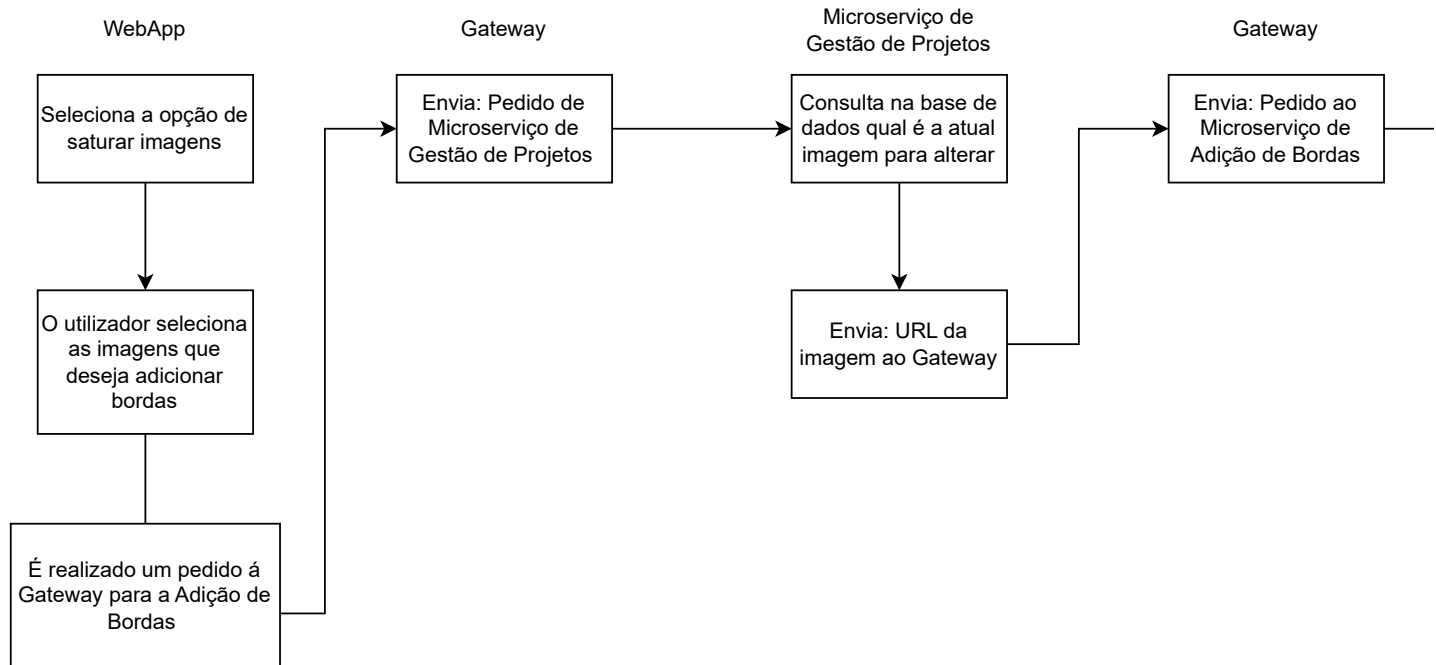 WebApp
Seleciona a opção de
saturar imagens
O utilizador seleciona
as imagens que
deseja adicionar
bordas
É realizado um pedido á
Gateway para a Adição de
Bordas
Gateway
Envia: Pedido de
Microserviço de
Gestão de Projetos
Microserviço de
Gestão de Projetos
Consulta na base de
dados qual é a atual
imagem para alterar
Envia: URL da
imagem ao Gateway
Gateway
Envia: Pedido ao
Microserviço de
Adição de Bordas